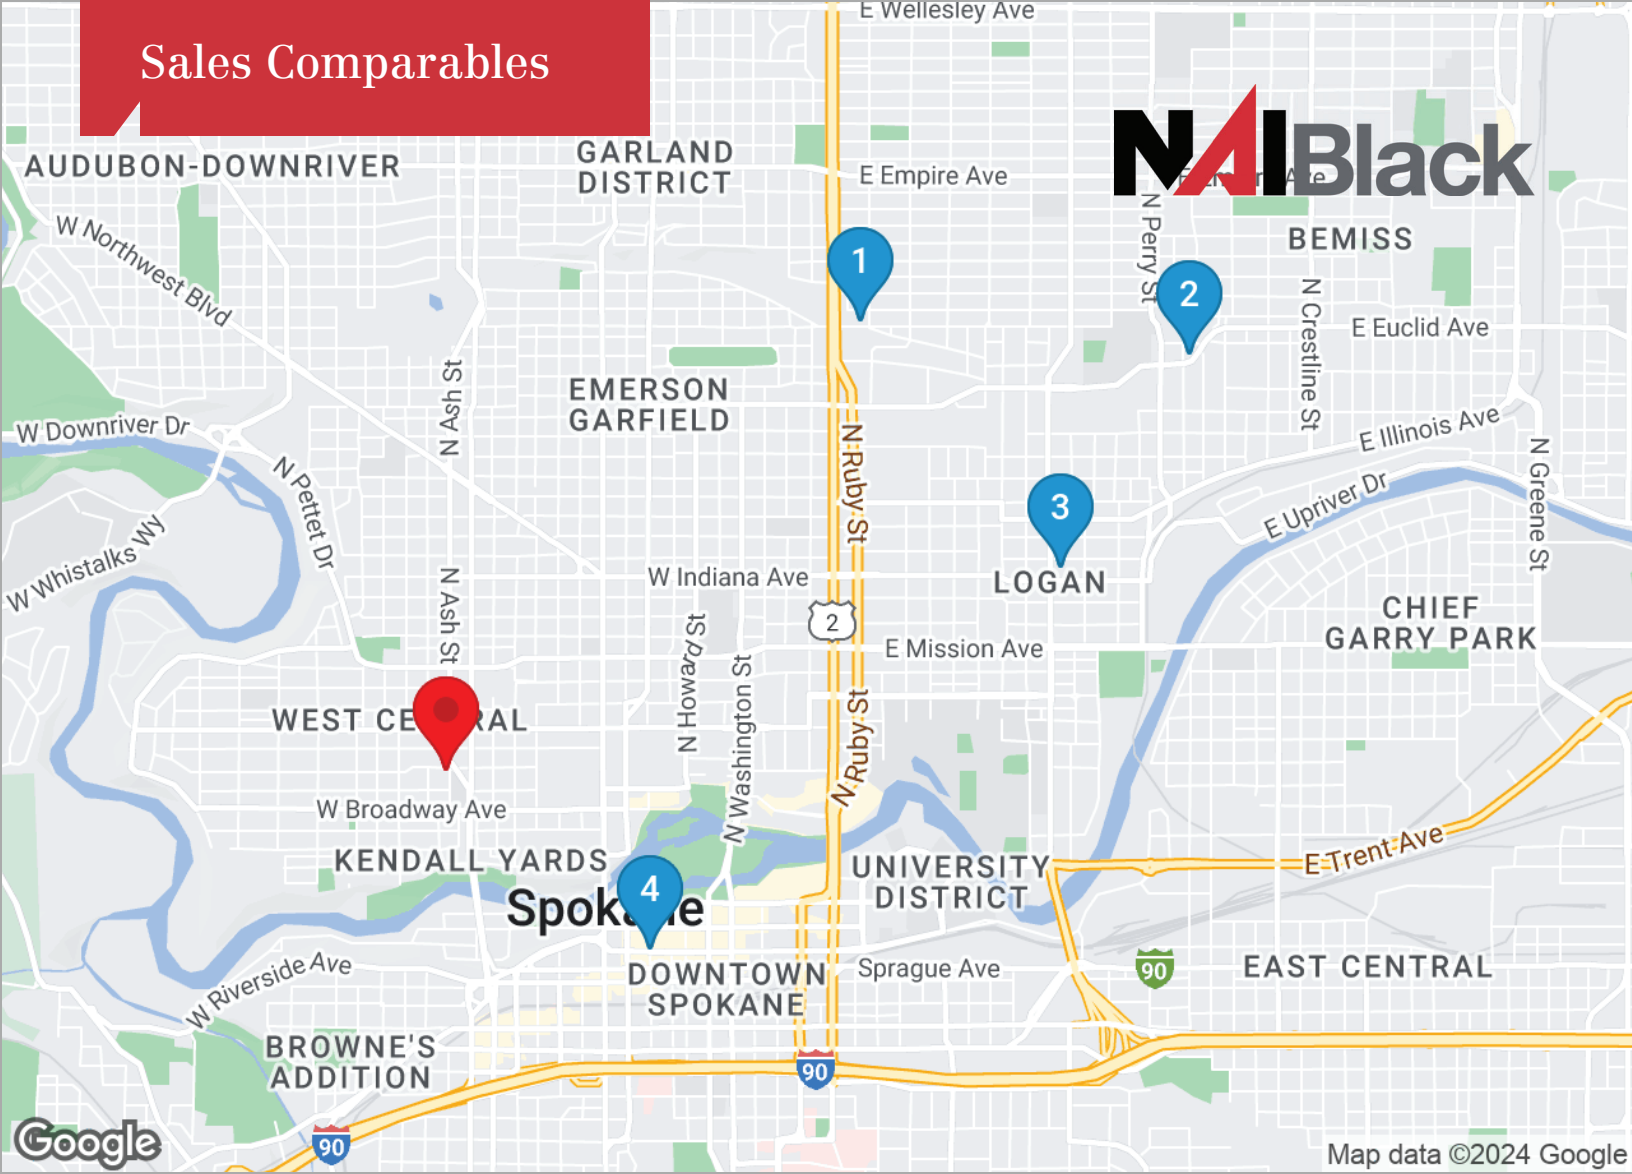 Sales Comparables
E Wellesley Ave
NAIBlack
AUDUBON-DOWNRIVER
GARLAND
DISTRICT
E Empire Ave
N Perry St
BEMISS
W Northwest Blvd
1
2
N Crestline St
E Euclid Ave
N Ash St
EMERSON
GARFIELD
W Downriver Dr
N Pettet Dr
N Ruby St
E Illinois Ave
N Greene St
E Upriver Dr
3
W Whistalks Wy
N Ash St
W Indiana Ave
LOGAN
2
CHIEF
GARRY PARK
N Howard St
E Mission Ave
N Washington St
WEST
N Ruby St
W Broadway Ave
KENDALL YARDS
UNIVERSITY
DISTRICT
E Trent Ave
4
DOWNTOWN
SPOKANE
Sprague Ave
90
EAST CENTRAL
W Riverside Ave
BROWNE'S
ADDITION
90
90
Google
Map data ©2024 Google